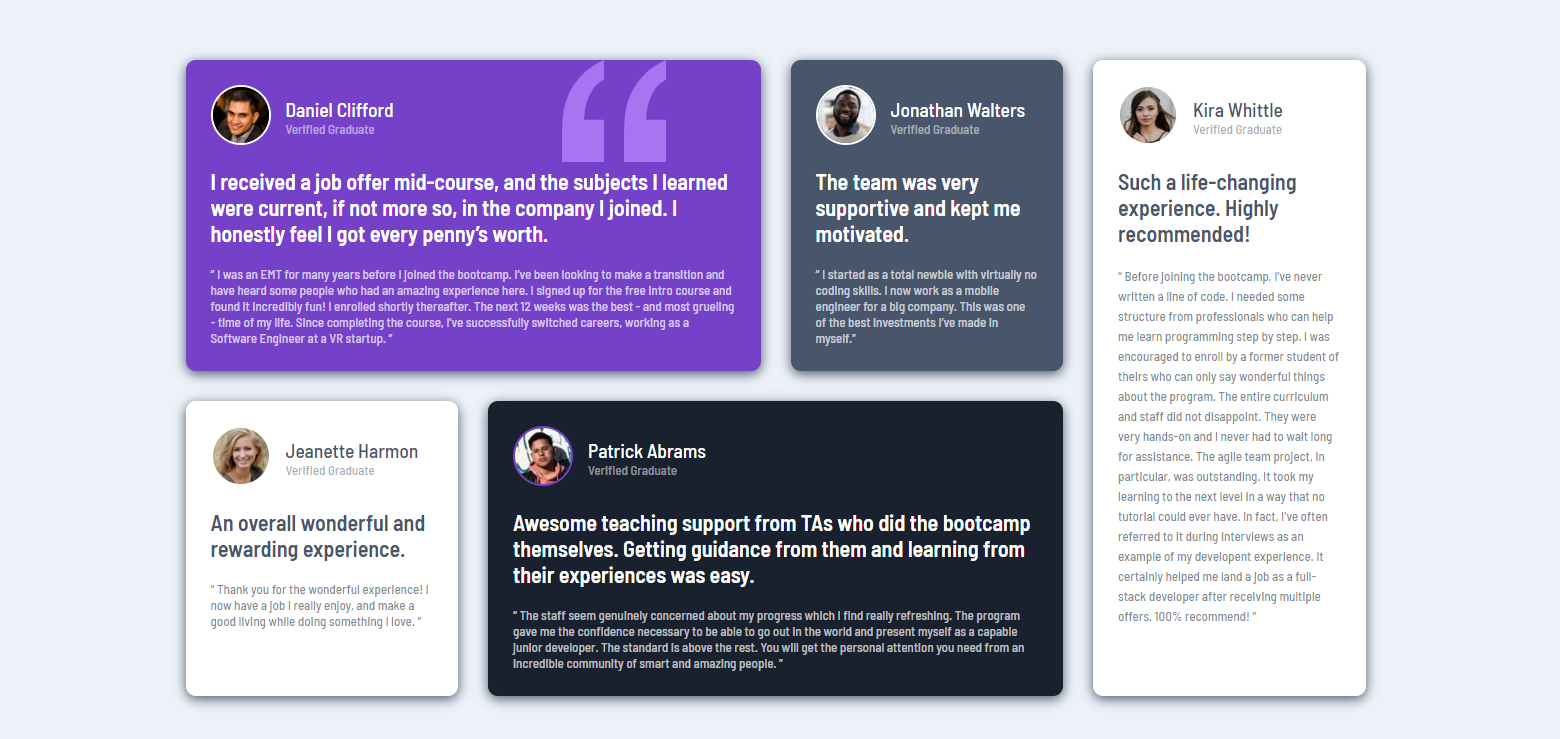 Daniel Clifford
Verified Graduate
I received a job offer mid-course, and the subjects I learned
were current, if not more so, in the company I joined. I
honestly feel I got every penny’s worth.
“ I was an EMT for many years before I joined the bootcamp. I’ve been looking to make a transition and
have heard some people who had an amazing experience here. I signed up for the free intro course and
found it incredibly fun! I enrolled shortly thereafter. The next 12 weeks was the best - and most grueling
- time of my life. Since completing the course, I’ve successfully switched careers, working as a
Software Engineer at a VR startup. ”
Jonathan Walters
Verified Graduate
The team was very
supportive and kept me
motivated.
“ I started as a total newbie with virtually no
coding skills. I now work as a mobile
engineer for a big company. This was one
of the best investments I’ve made in
myself.”
Kira Whittle
Verified Graduate
Such a life-changing
experience. Highly
recommended!
“ Before joining the bootcamp, I’ve never
written a line of code. I needed some
structure from professionals who can help
me learn programming step by step. I was
encouraged to enroll by a former student of
theirs who can only say wonderful things
about the program. The entire curriculum
and staff did not disappoint. They were
very hands-on and I never had to wait long
for assistance. The agile team project, in
particular, was outstanding. It took my
learning to the next level in a way that no
tutorial could ever have. In fact, I’ve often
referred to it during interviews as an
example of my developent experience. It
certainly helped me land a job as a full-
stack developer after receiving multiple
offers. 100% recommend! ”
Jeanette Harmon
Verified Graduate
An overall wonderful and
rewarding experience.
“ Thank you for the wonderful experience! I
now have a job I really enjoy, and make a
good living while doing something I love. ”
Patrick Abrams
Verified Graduate
Awesome teaching support from TAs who did the bootcamp
themselves. Getting guidance from them and learning from
their experiences was easy.
“ The staff seem genuinely concerned about my progress which I find really refreshing. The program
gave me the confidence necessary to be able to go out in the world and present myself as a capable
junior developer. The standard is above the rest. You will get the personal attention you need from an
incredible community of smart and amazing people. ”